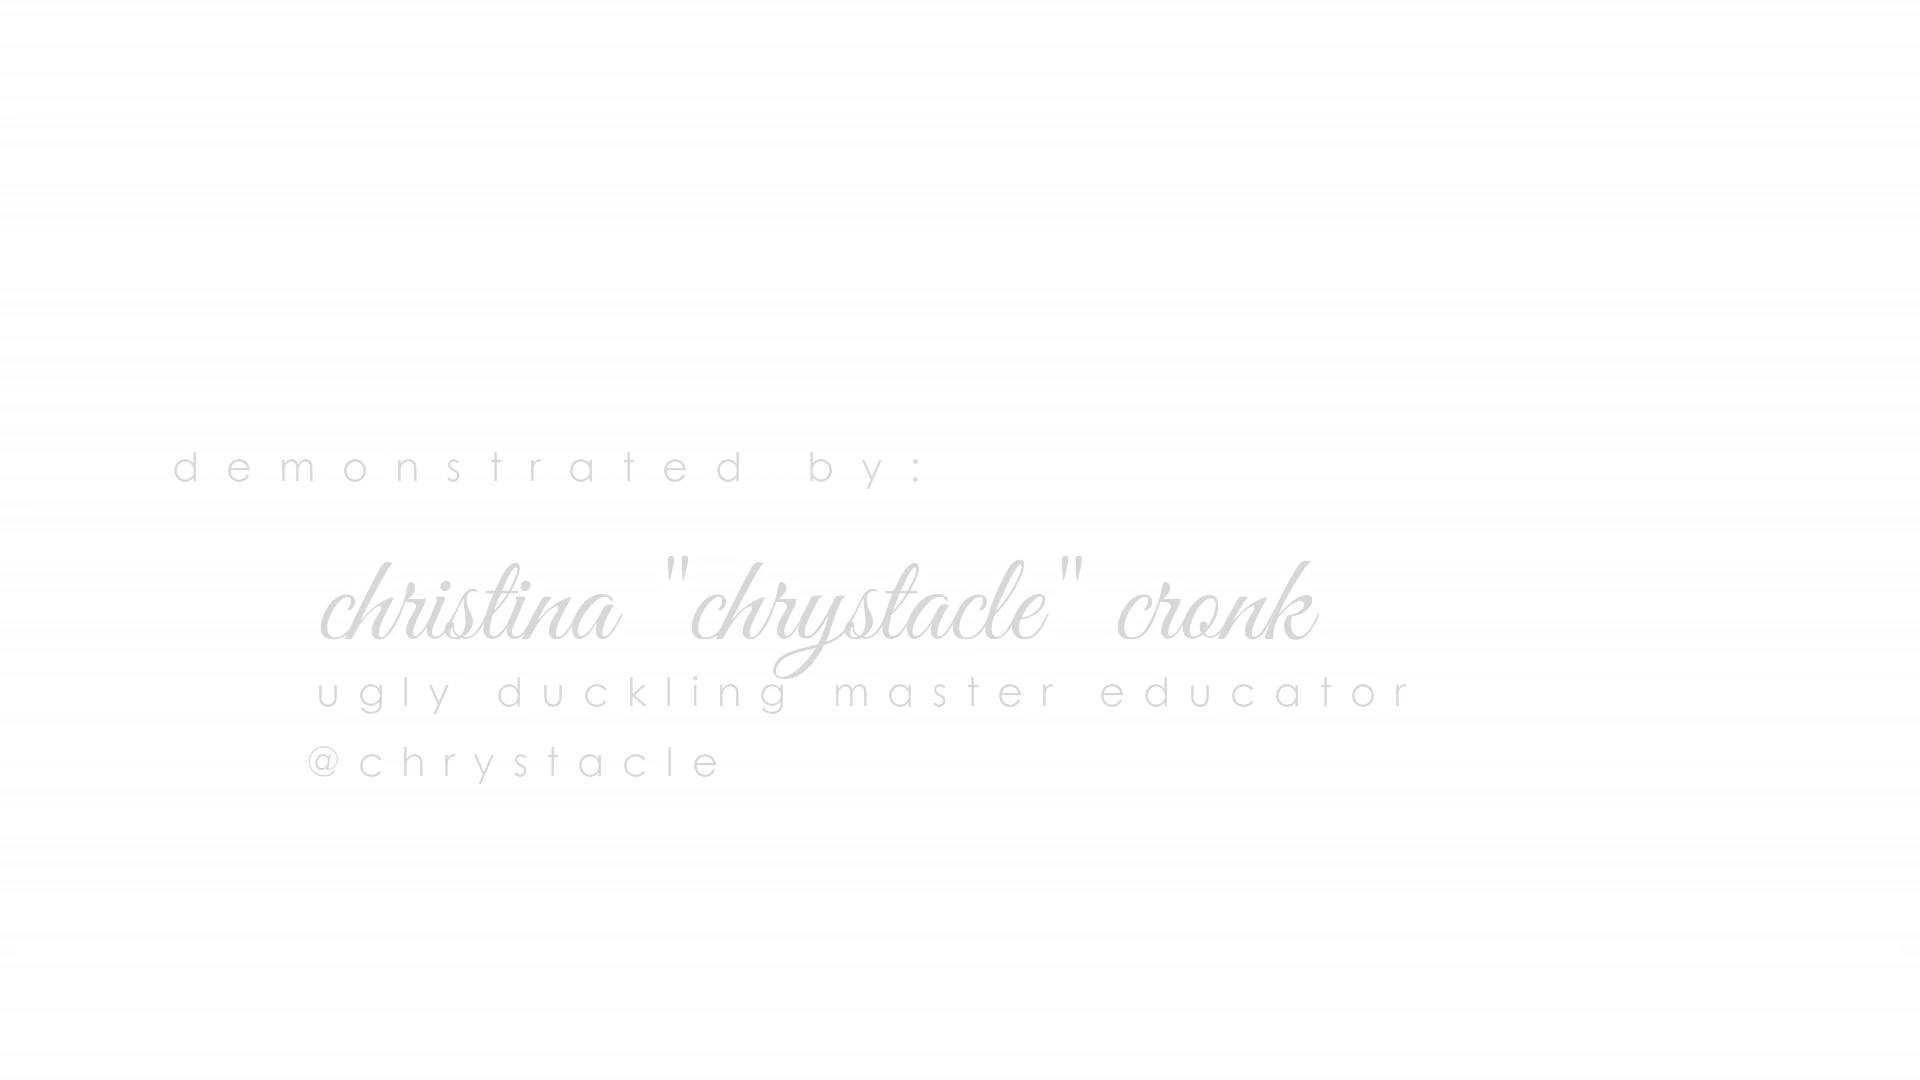 demonstrated by:
christina "chrystacle" cronk
ugly duckling master educator
@chrystacle